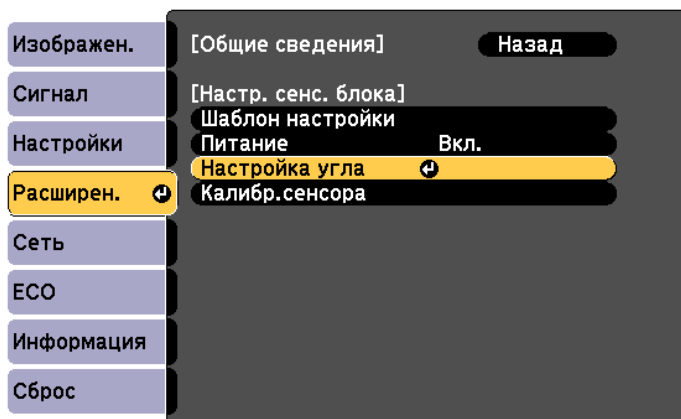 Изображен.
Сигнал
Настройки
Расширен.
Сеть
ECO
Информация
Сброс
[Общие сведения] Назад
[Настр. сенс. блока]
Шаблон настройки
Питание Вкл.
Настройка угла
Калибр.сенсора